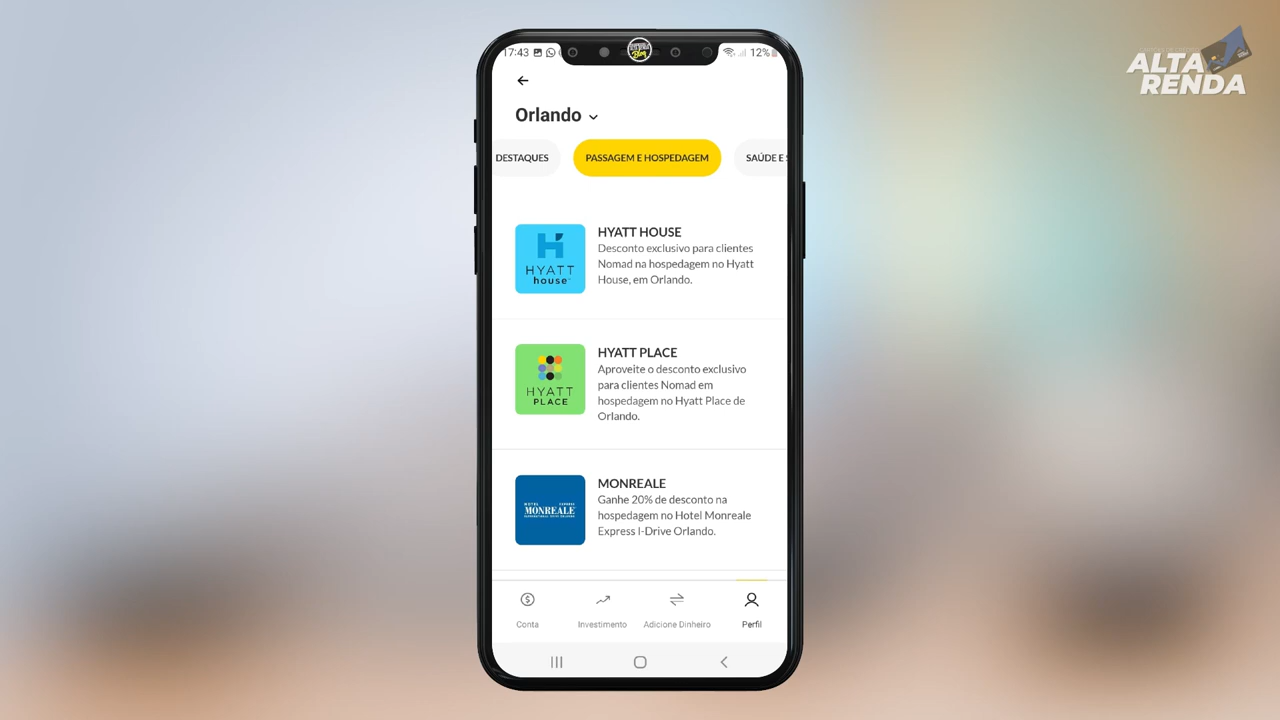 ALTA
RENDA
17:43
12%
Orlando
DESTAQUES
PASSAGEM E HOSPEDAGEM
SAÚDE E
HYATT
house
HYATT HOUSE
Desconto exclusivo para clientes
Nomad na hospedagem no Hyatt
House, em Orlando.
HYATT
PLACE
HYATT PLACE
Aproveite o desconto exclusivo
para clientes Nomad em
hospedagem no Hyatt Place de
Orlando.
HOTEL EXPRESS
MONREALE
MONREALE
Ganhe 20% de desconto na
hospedagem no Hotel Monreale
Express I-Drive Orlando.
Conta
Investimento
Adicione Dinheiro
Perfil